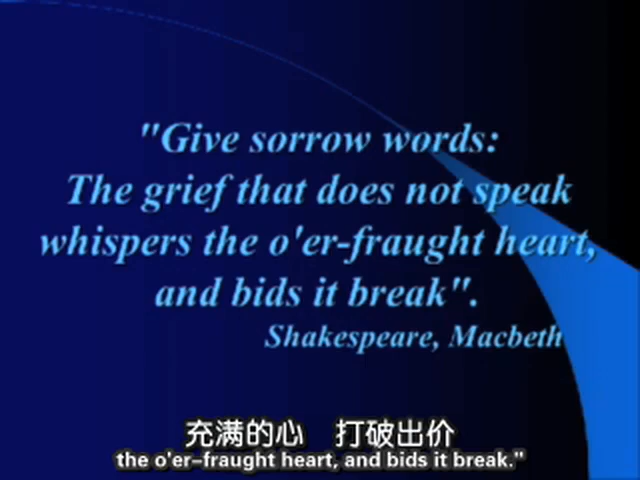 "Give sorrow words:
The grief that does not speak
whispers the o'er-fraught heart,
and bids it break".
Shakespeare, Macbeth
充满的心 打破出价
the o'er-fraught heart, and bids it break."